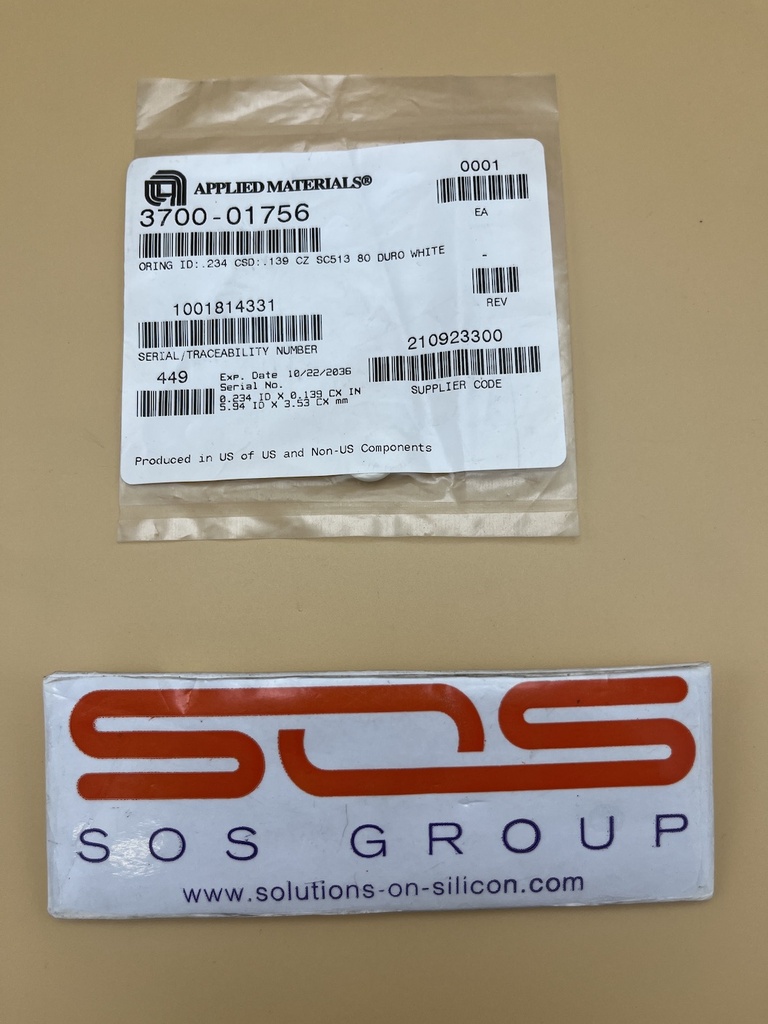 APPLIED MATERIALS®
3700-01756
0001
EA
ORING ID:.234 CSD:.139 CZ SC513 80 DURO WHITE
-
REV
1001814331
SERIAL/TRACEABILITY NUMBER
210923300
SUPPLIER CODE
449
Exp. Date 10/22/2036
Serial No.
0.234 ID X 0.139 CX IN
5.94 ID X 3.53 CX mm
Produced in US of US and Non-US Components
SOS
SOS GROUP
www.solutions-on-silicon.com